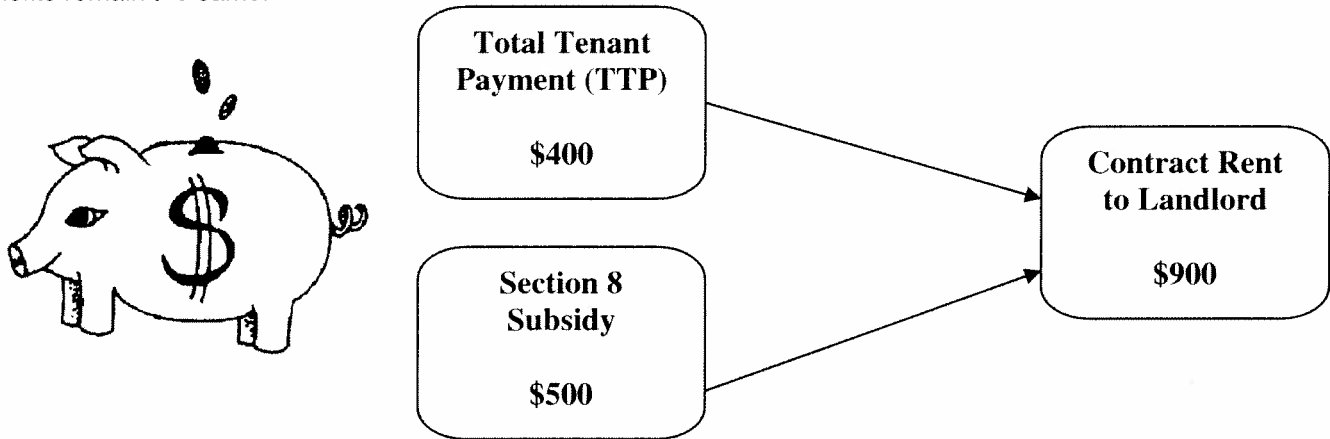 Total Tenant
Payment (TTP)
$400
Section 8
Subsidy
$500
Contract Rent
to Landlord
$900
$